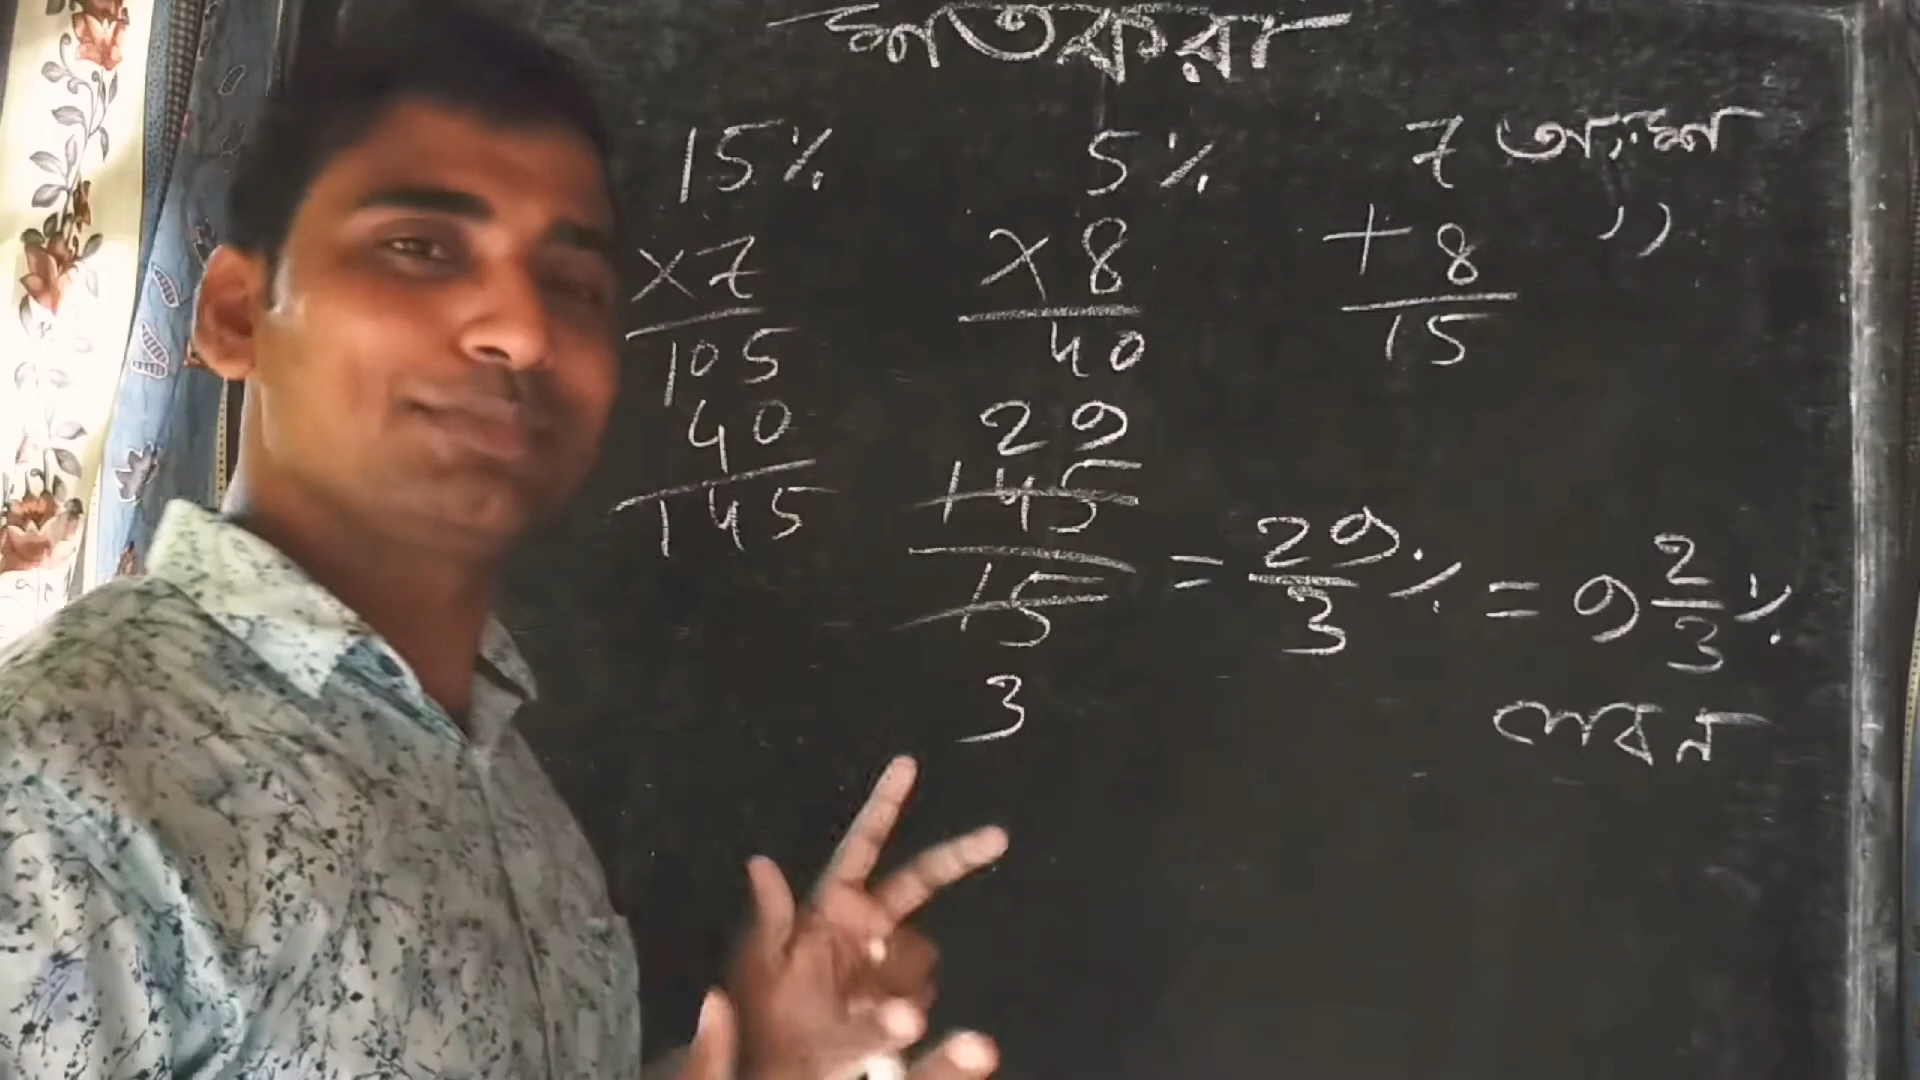 শতকরা
15% 5% 7 অংশ
×7 ×8 +8 ,,
105 40 15
40 29
145 145
15 = 29/3 % = 9 2/3 %
3
লবন